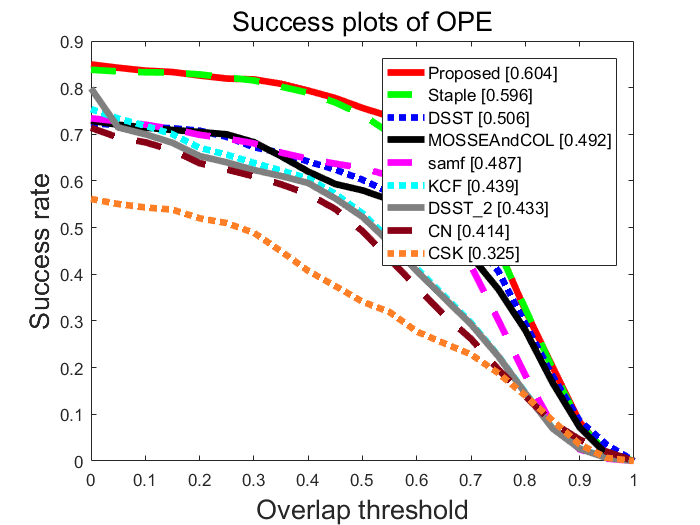 Success plots of OPE
Success rate
0.9
0.8
0.7
0.6
0.5
0.4
0.3
0.2
0.1
0
Proposed [0.604]
Staple [0.596]
DSST [0.506]
MOSSEAndCOL [0.492]
samf [0.487]
KCF [0.439]
DSST_2 [0.433]
CN [0.414]
CSK [0.325]
0 0.1 0.2 0.3 0.4 0.5 0.6 0.7 0.8 0.9 1
Overlap threshold